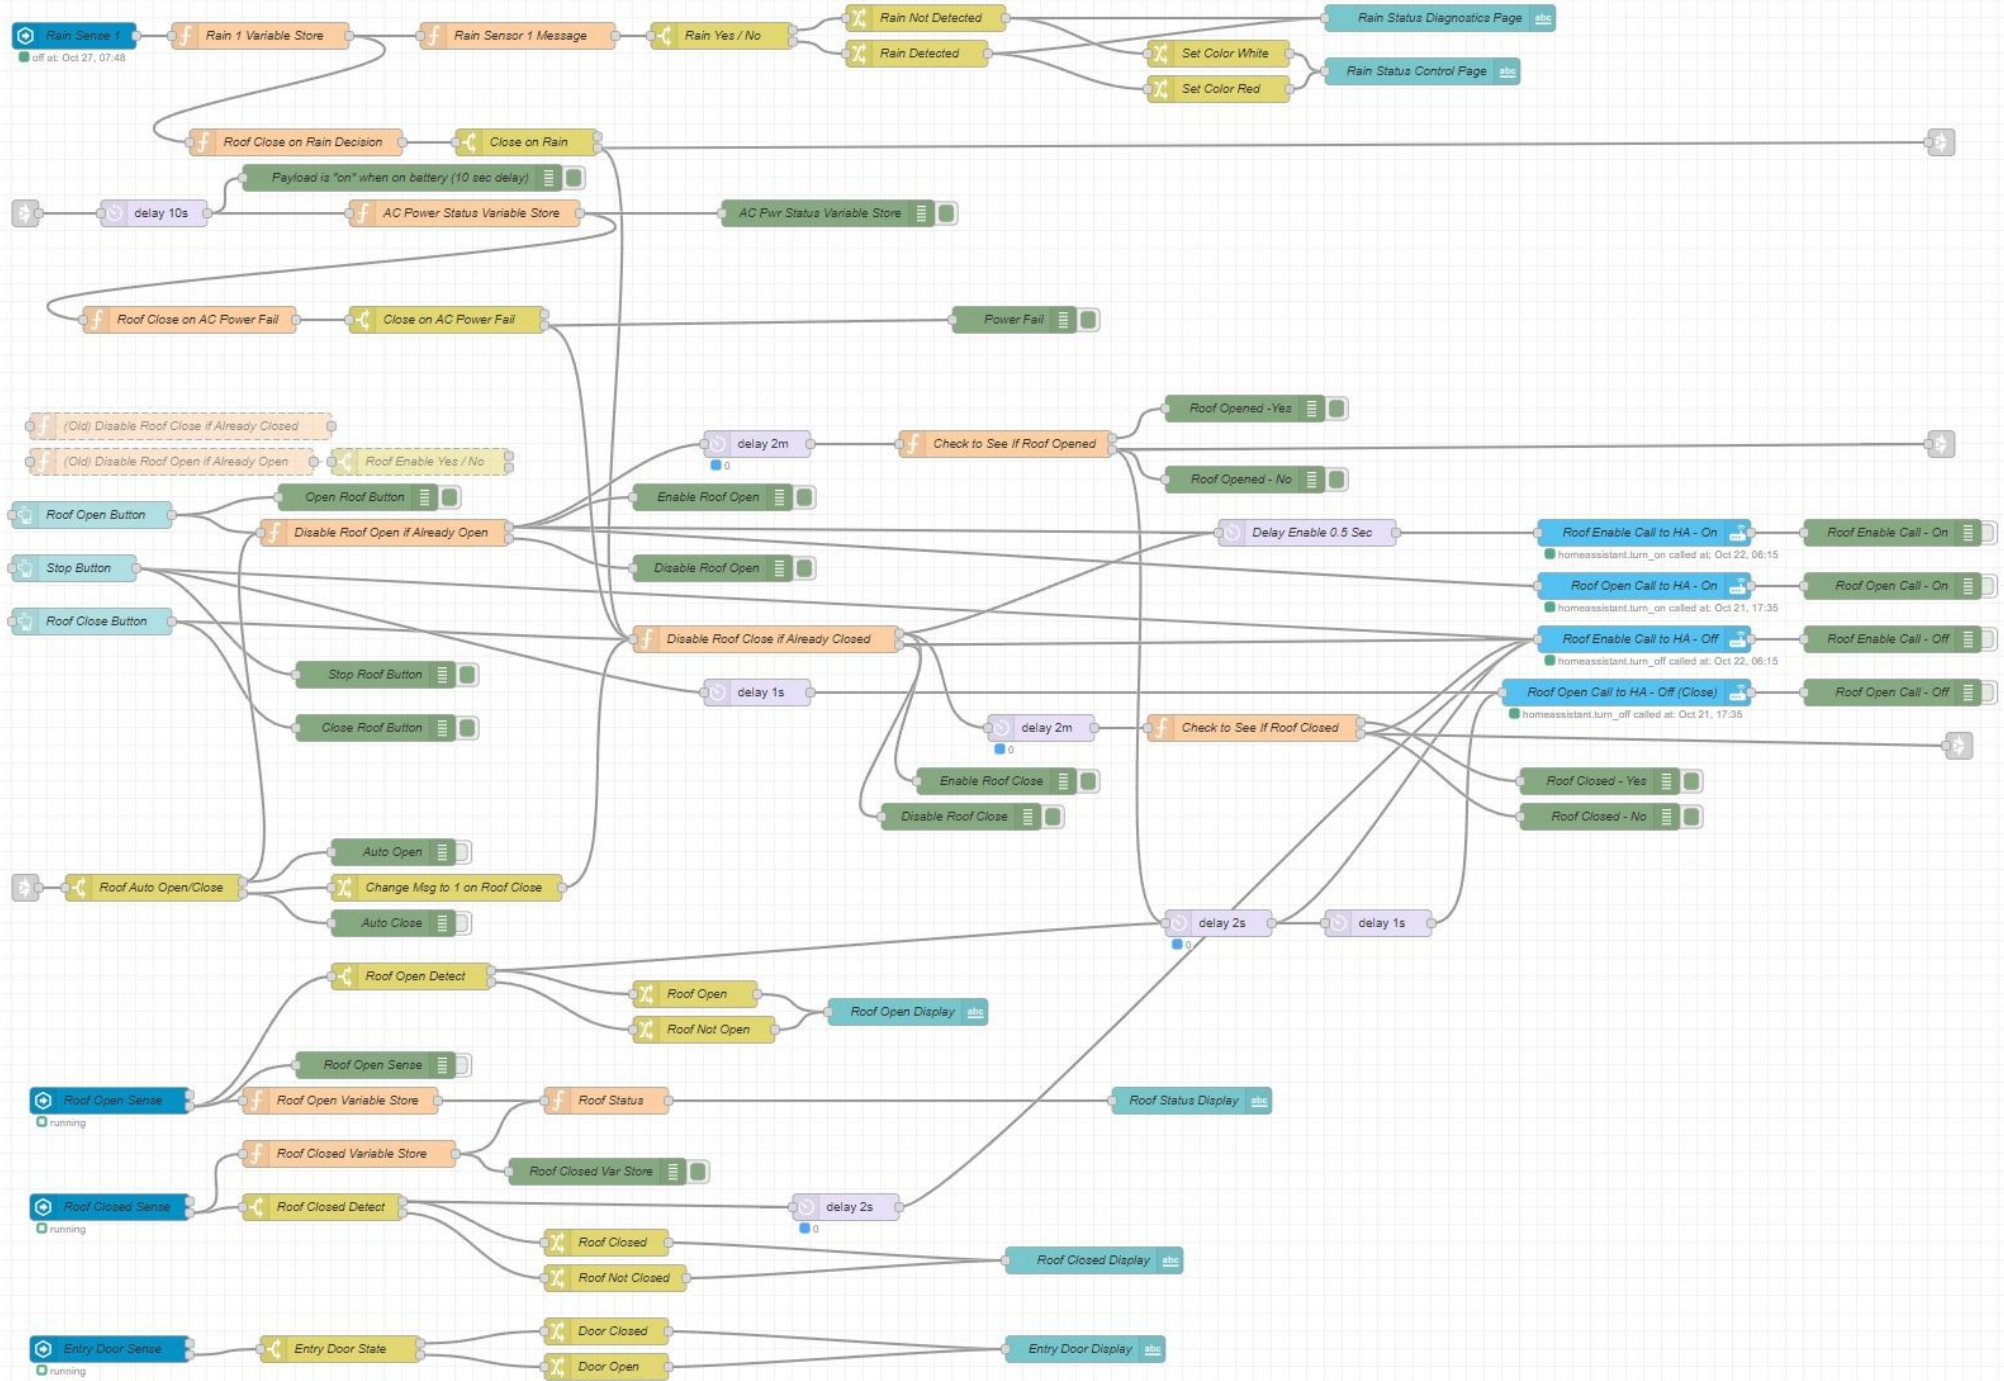 Rain Not Detected
Rain Status Diagnostics Page abc
Rain Sense 1
Rain 1 Variable Store
Rain Sensor 1 Message
Rain Yes / No
off at: Oct 27, 07:48
Rain Detected
Set Color White
Rain Status Control Page abc
Set Color Red
Roof Close on Rain Decision
Close on Rain
Payload is "on" when on battery (10 sec delay)
delay 10s
AC Power Status Variable Store
AC Pwr Status Variable Store
Roof Close on AC Power Fail
Close on AC Power Fail
Power Fail
Roof Opened -Yes
(Old) Disable Roof Close if Already Closed
delay 2m
0
Check to See If Roof Opened
(Old) Disable Roof Open if Already Open
Roof Enable Yes / No
Roof Opened - No
Open Roof Button
Enable Roof Open
Roof Open Button
Disable Roof Open if Already Open
Delay Enable 0.5 Sec
Roof Enable Call to HA - On
homeassistant.turn_on called at: Oct 22, 06:15
Roof Enable Call - On
Stop Button
Disable Roof Open
Roof Open Call to HA - On
homeassistant.turn_on called at: Oct 21, 17:35
Roof Open Call - On
Roof Close Button
Disable Roof Close if Already Closed
Roof Enable Call to HA - Off
homeassistant.turn_off called at: Oct 22, 06:15
Roof Enable Call - Off
Stop Roof Button
delay 1s
Roof Open Call to HA - Off (Close)
homeassistant.turn_off called at: Oct 21, 17:35
Roof Open Call - Off
Close Roof Button
delay 2m
0
Check to See If Roof Closed
Enable Roof Close
Roof Closed - Yes
Disable Roof Close
Roof Closed - No
Auto Open
Roof Auto Open/Close
Change Msg to 1 on Roof Close
Auto Close
delay 2s
0
delay 1s
Roof Open Detect
Roof Open
Roof Open Display abc
Roof Not Open
Roof Open Sense
Roof Open Sense
running
Roof Open Variable Store
Roof Status
Roof Status Display abc
Roof Closed Variable Store
Roof Closed Var Store
Roof Closed Sense
running
Roof Closed Detect
delay 2s
0
Roof Closed
Roof Closed Display abc
Roof Not Closed
Door Closed
Entry Door Sense
running
Entry Door State
Entry Door Display abc
Door Open